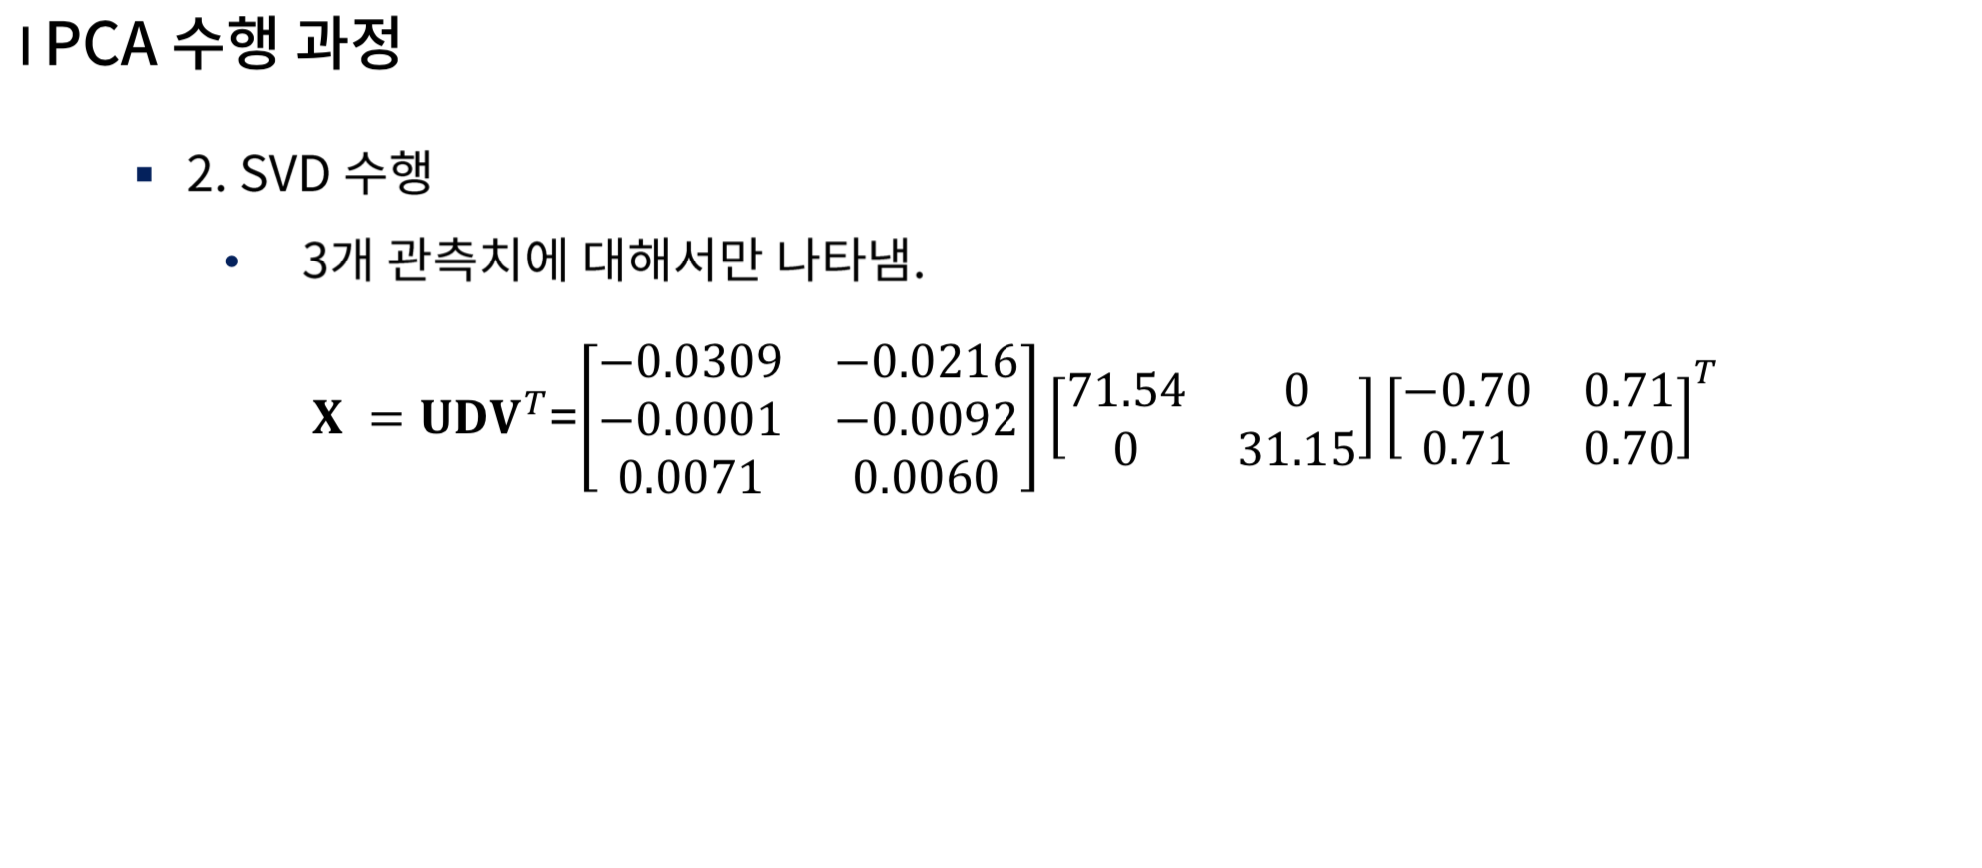 I PCA 수행 과정
▪ 2. SVD 수행
• 3개 관측치에 대해서만 나타냄.
X = UDV^T = [−0.0309 −0.0216; −0.0001 −0.0092; 0.0071 0.0060] [71.54 0; 0 31.15] [−0.70 0.71; 0.71 0.70]^T